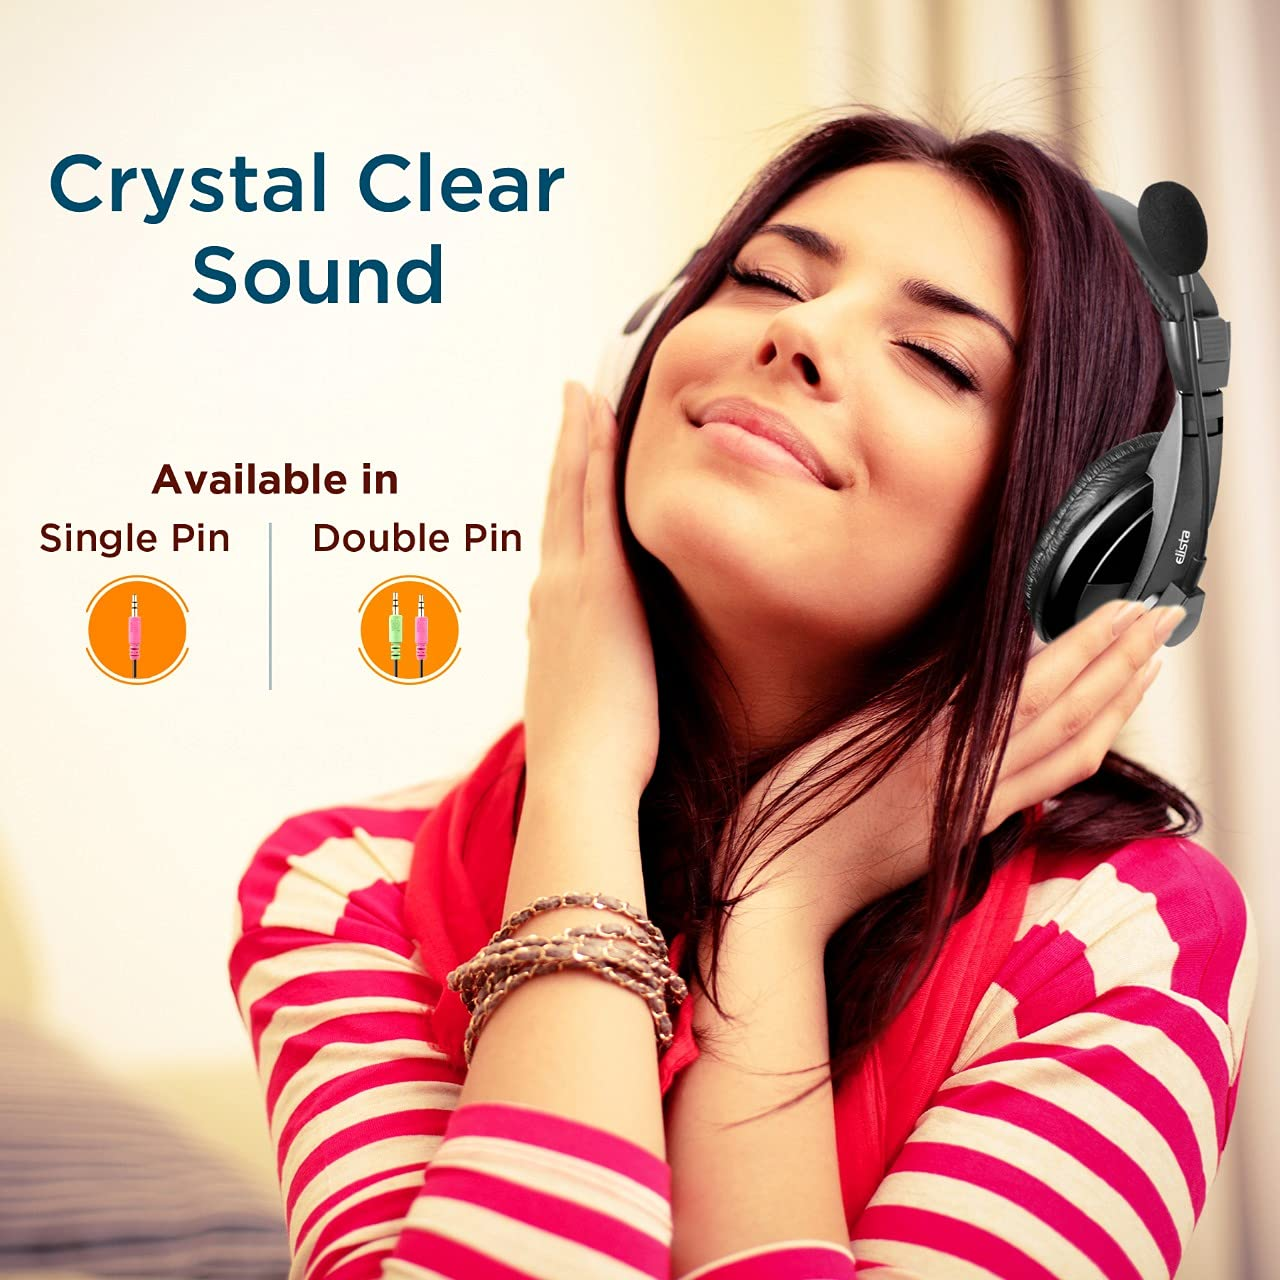 Crystal Clear
Sound
Available in
Single Pin
Double Pin
Elista